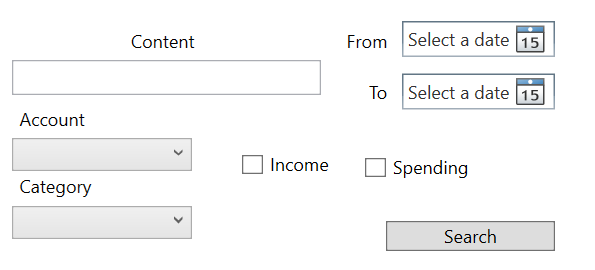 Content
From Select a date 15
To Select a date 15
Account
Income Spending
Category
Search